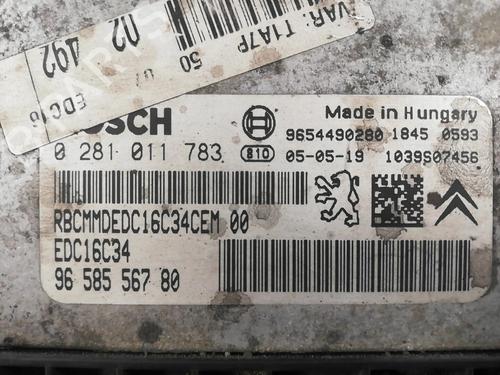 VAR: T1A7P
50
02
492
EDC16
Made in Hungary
9654490280 1845 0593
0 281 011 783
810
05-05-19
1039S07456
RBCMMDEDC16C34CEM 00
EDC16C34
96 585 567 80